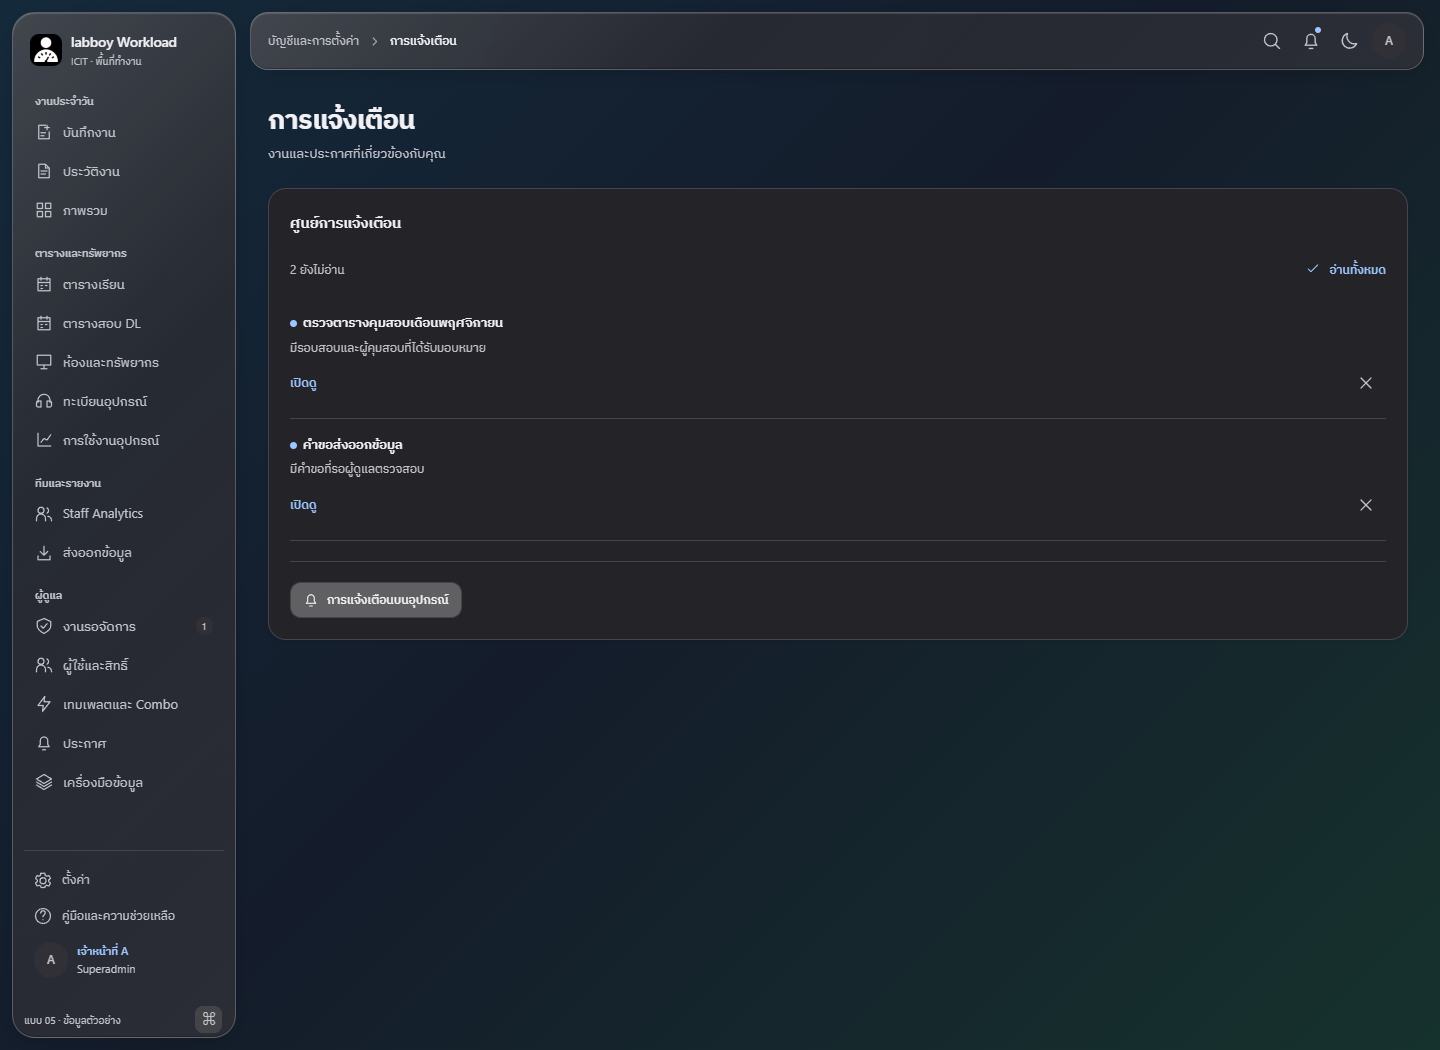 labboy Workload
ICIT · พื้นที่ทำงาน
งานประจำวัน
บันทึกงาน
ประวัติงาน
ภาพรวม
ตารางและทรัพยากร
ตารางเรียน
ตารางสอบ DL
ห้องและทรัพยากร
ทะเบียนอุปกรณ์
การใช้งานอุปกรณ์
ทีมและรายงาน
Staff Analytics
ส่งออกข้อมูล
ผู้ดูแล
งานรอจัดการ 1
ผู้ใช้และสิทธิ์
เทมเพลตและ Combo
ประกาศ
เครื่องมือข้อมูล
ตั้งค่า
คู่มือและความช่วยเหลือ
A
เจ้าหน้าที่ A
Superadmin
แบบ 05 · ข้อมูลตัวอย่าง
บัญชีและการตั้งค่า
การแจ้งเตือน
A
การแจ้งเตือน
งานและประกาศที่เกี่ยวข้องกับคุณ
ศูนย์การแจ้งเตือน
2 ยังไม่อ่าน
อ่านทั้งหมด
ตรวจตารางคุมสอบเดือนพฤศจิกายน
มีรอบสอบและผู้คุมสอบที่ได้รับมอบหมาย
เปิดดู
คำขอส่งออกข้อมูล
มีคำขอที่รอผู้ดูแลตรวจสอบ
เปิดดู
การแจ้งเตือนบนอุปกรณ์